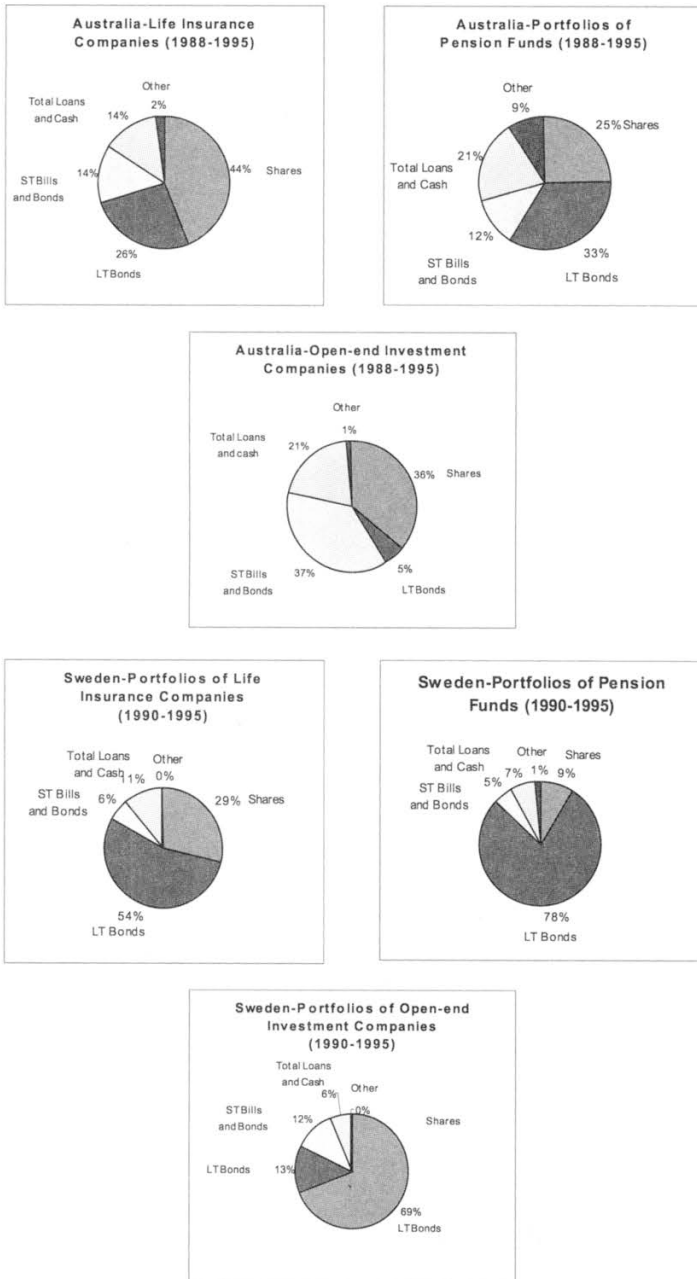 Australia-Life Insurance
Companies (1988-1995)
Other
2%
Total Loans
and Cash
14%
44%
Shares
ST Bills
and Bonds
14%
26%
LT Bonds
Australia-Portfolios of
Pension Funds (1988-1995)
Other
9%
25% Shares
21%
Total Loans
and Cash
12%
33%
ST Bills
and Bonds
LT Bonds
Australia-Open-end Investment
Companies (1988-1995)
Other
1%
Total Loans
and cash
21%
36%
Shares
ST Bills
and Bonds
37%
5%
LT Bonds
Sweden-Portfolios of Life
Insurance Companies
(1990-1995)
Total Loans
and Cash
11%
Other
0%
ST Bills
and Bonds
6%
29% Shares
54%
LT Bonds
Sweden-Portfolios of Pension
Funds (1990-1995)
Total Loans
and Cash
7%
Other
1%
Shares
9%
ST Bills
and Bonds
5%
78%
LT Bonds
Sweden-Portfolios of Open-end
Investment Companies
(1990-1995)
Total Loans
and Cash
6%
Other
0%
ST Bills
and Bonds
12%
Shares
LT Bonds
13%
69%
LT Bonds